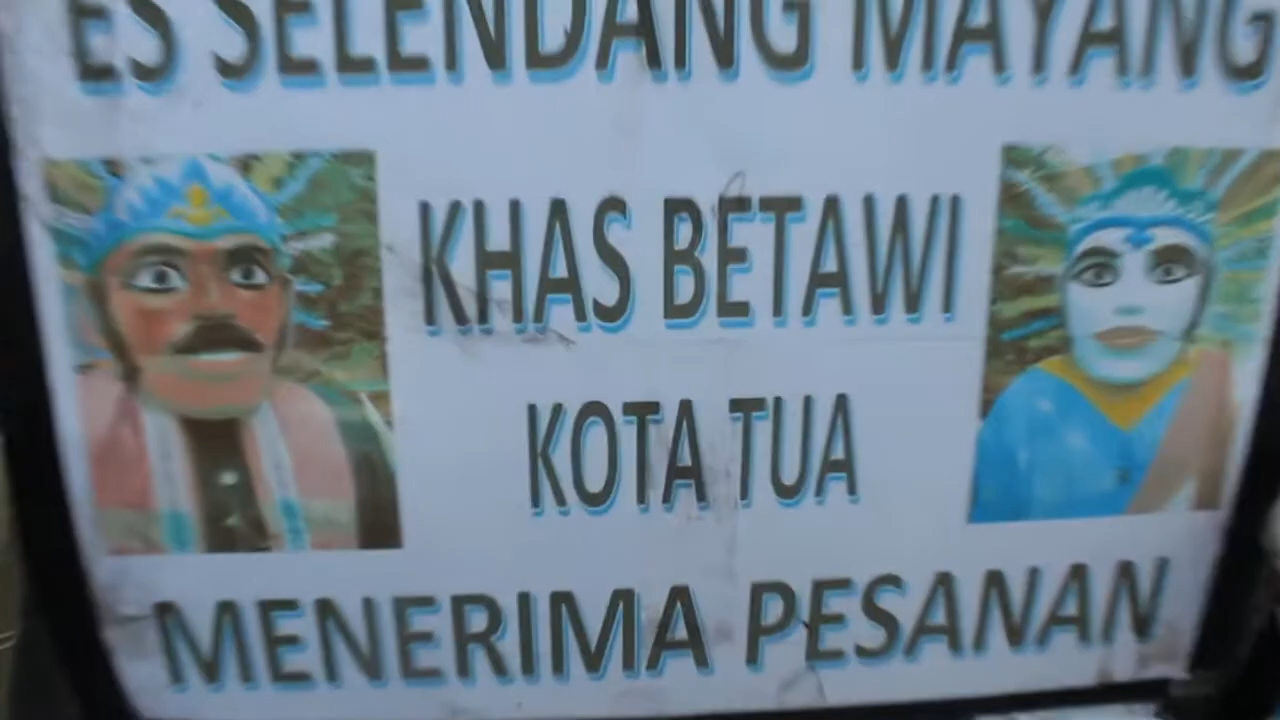 ES SELENDANG MAYANG
KHAS BETAWI
KOTA TUA
MENERIMA PESANAN